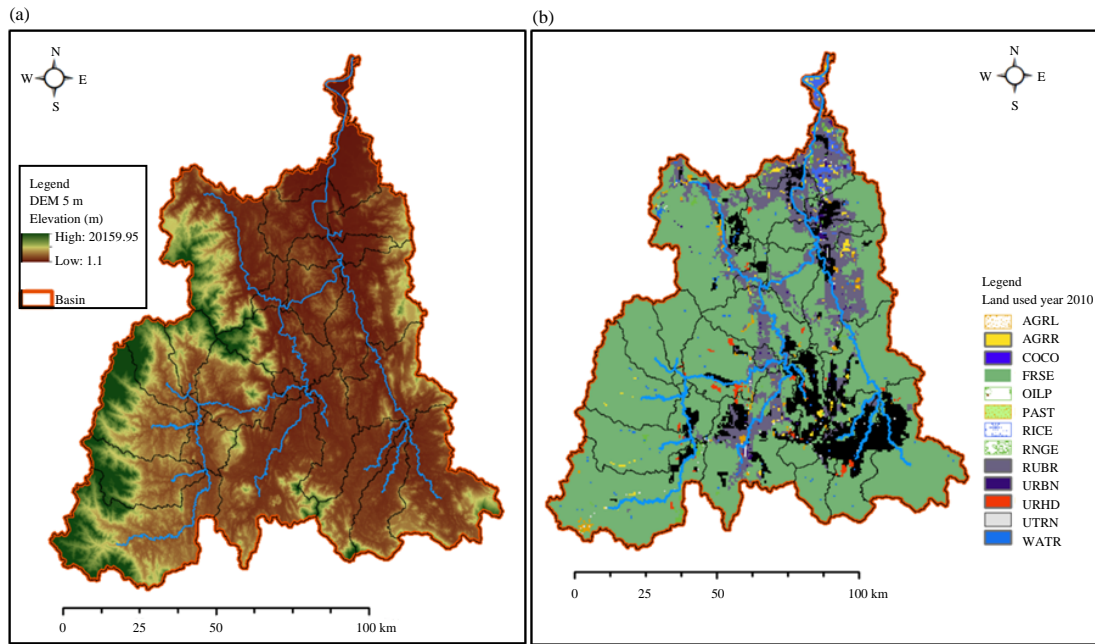 (a)
N
W E
S
Legend
DEM 5 m
Elevation (m)
High: 20159.95
Low: 1.1
Basin
0 25 50 100 km
(b)
N
W E
S
Legend
Land used year 2010
AGRL
AGRR
COCO
FRSE
OILP
PAST
RICE
RNGE
RUBR
URBN
URHD
UTRN
WATR
0 25 50 100 km